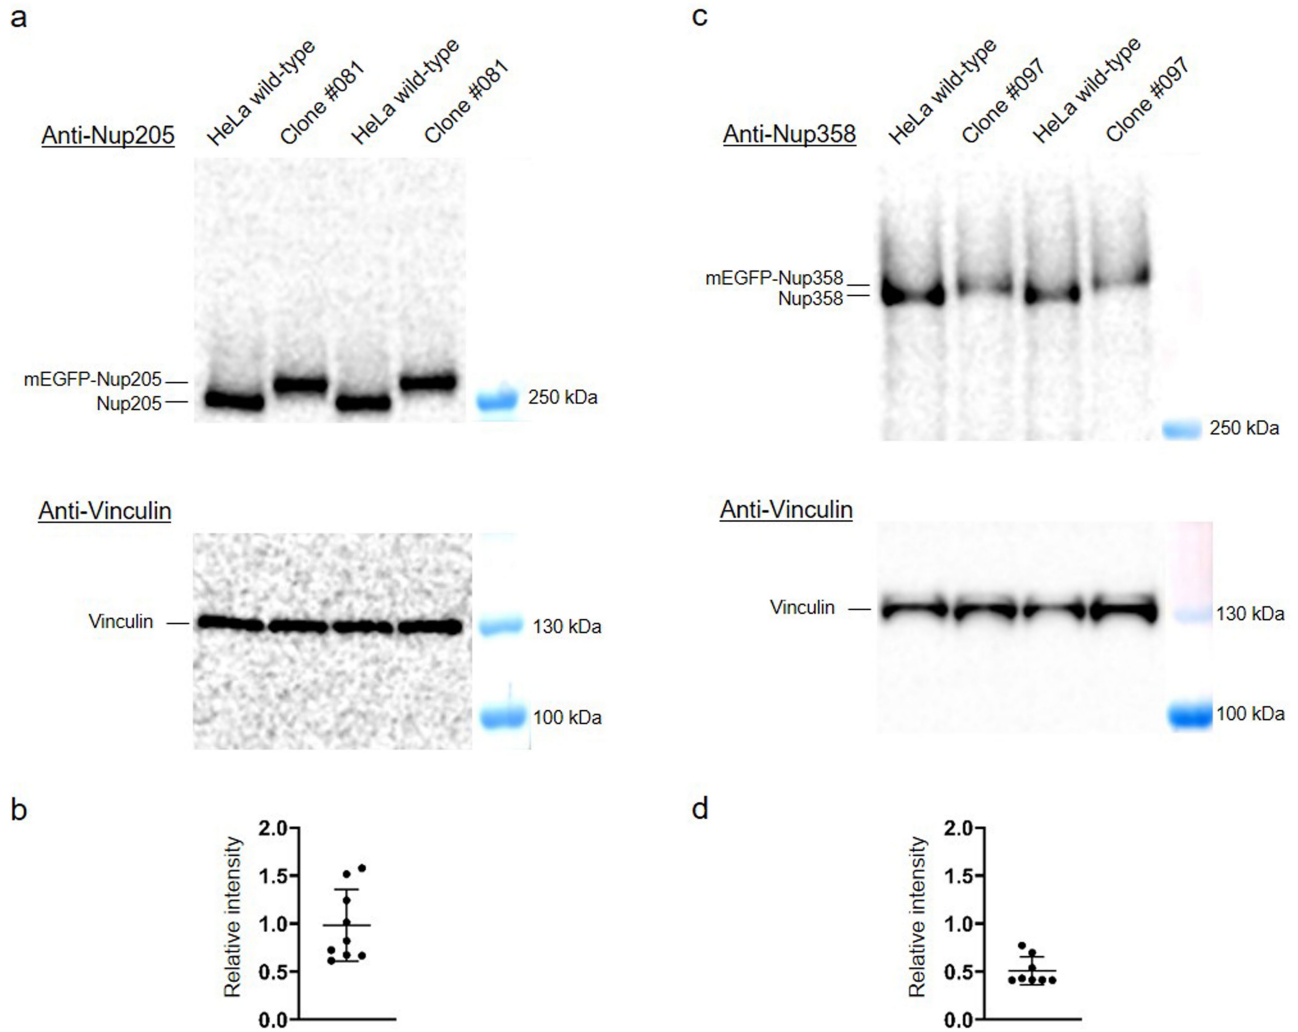 a
HeLa wild-type
Clone #081
HeLa wild-type
Clone #081
Anti-Nup205
mEGFP-Nup205
Nup205
250 kDa
Anti-Vinculin
Vinculin
130 kDa
100 kDa
b
Relative intensity
2.0
1.5
1.0
0.5
0.0
c
HeLa wild-type
Clone #097
HeLa wild-type
Clone #097
Anti-Nup358
mEGFP-Nup358
Nup358
250 kDa
Anti-Vinculin
Vinculin
130 kDa
100 kDa
d
Relative intensity
2.0
1.5
1.0
0.5
0.0